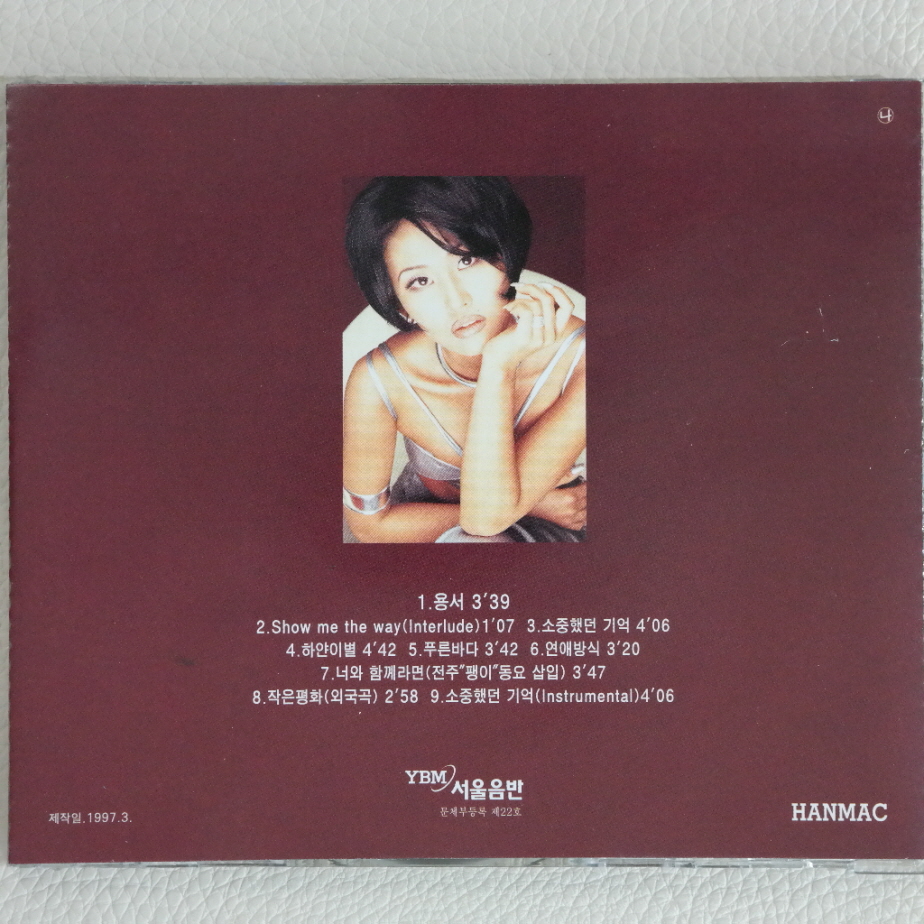 ㉯
1.용서 3'39
2.Show me the way(Interlude)1'07 3.소중했던 기억 4'06
4.하얀이별 4'42 5.푸른바다 3'42 6.연애방식 3'20
7.너와 함께라면(전주"팽이"동요 삽입) 3'47
8.작은평화(외국곡) 2'58 9.소중했던 기억(Instrumental)4'06
YBM 서울음반
문체부등록 제22호
제작일.1997.3.
HANMAC